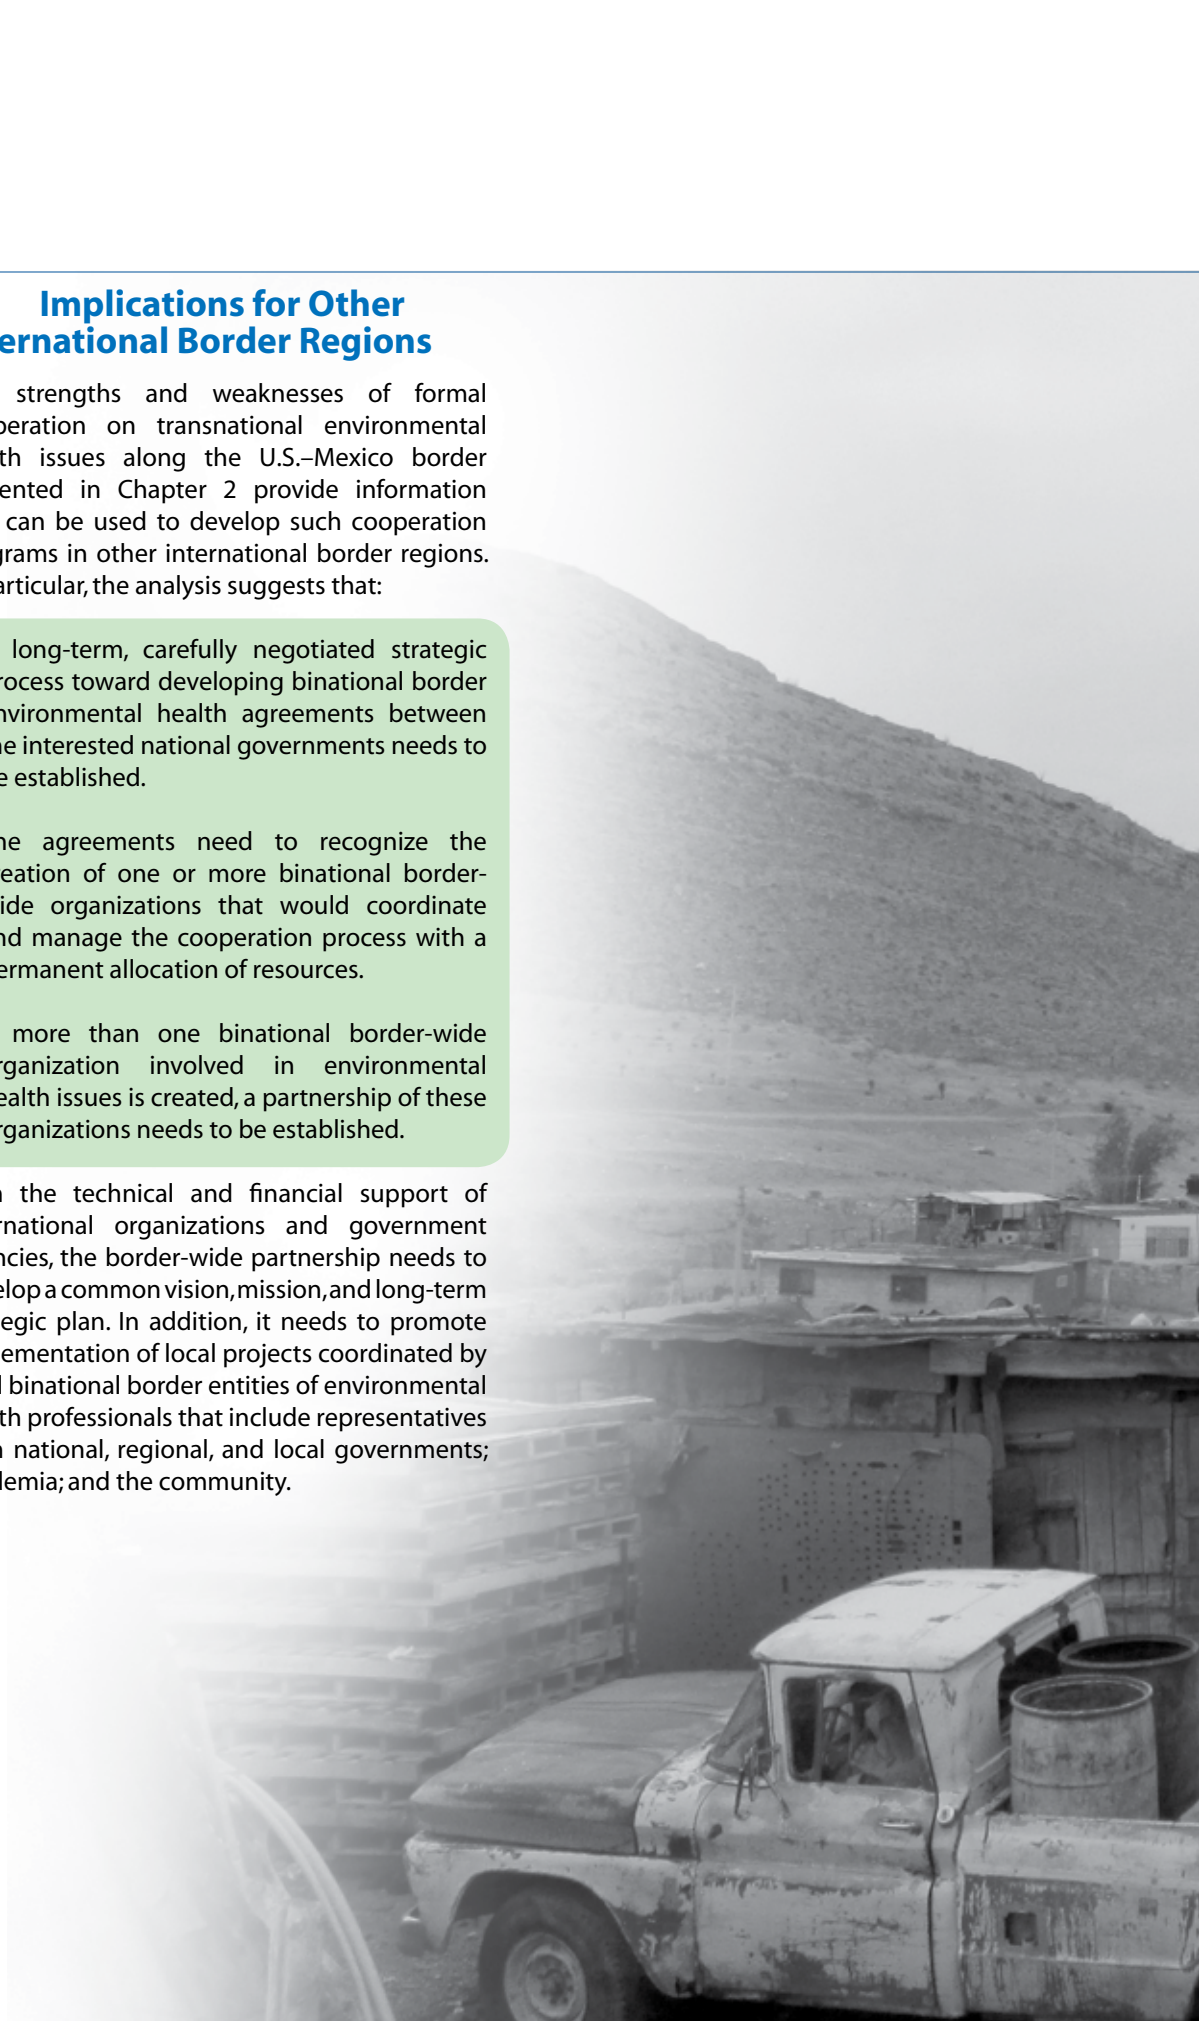 Implications for Other
ernational Border Regions
strengths and weaknesses of formal
peration on transnational environmental
th issues along the U.S.–Mexico border
ented in Chapter 2 provide information
can be used to develop such cooperation
grams in other international border regions.
articular, the analysis suggests that:
long-term, carefully negotiated strategic
rocess toward developing binational border
nvironmental health agreements between
he interested national governments needs to
e established.
he agreements need to recognize the
reation of one or more binational border-
ide organizations that would coordinate
nd manage the cooperation process with a
ermanent allocation of resources.
more than one binational border-wide
rganization involved in environmental
ealth issues is created, a partnership of these
rganizations needs to be established.
h the technical and financial support of
rnational organizations and government
ncies, the border-wide partnership needs to
elop a common vision, mission, and long-term
tegic plan. In addition, it needs to promote
lementation of local projects coordinated by
l binational border entities of environmental
th professionals that include representatives
n national, regional, and local governments;
demia; and the community.